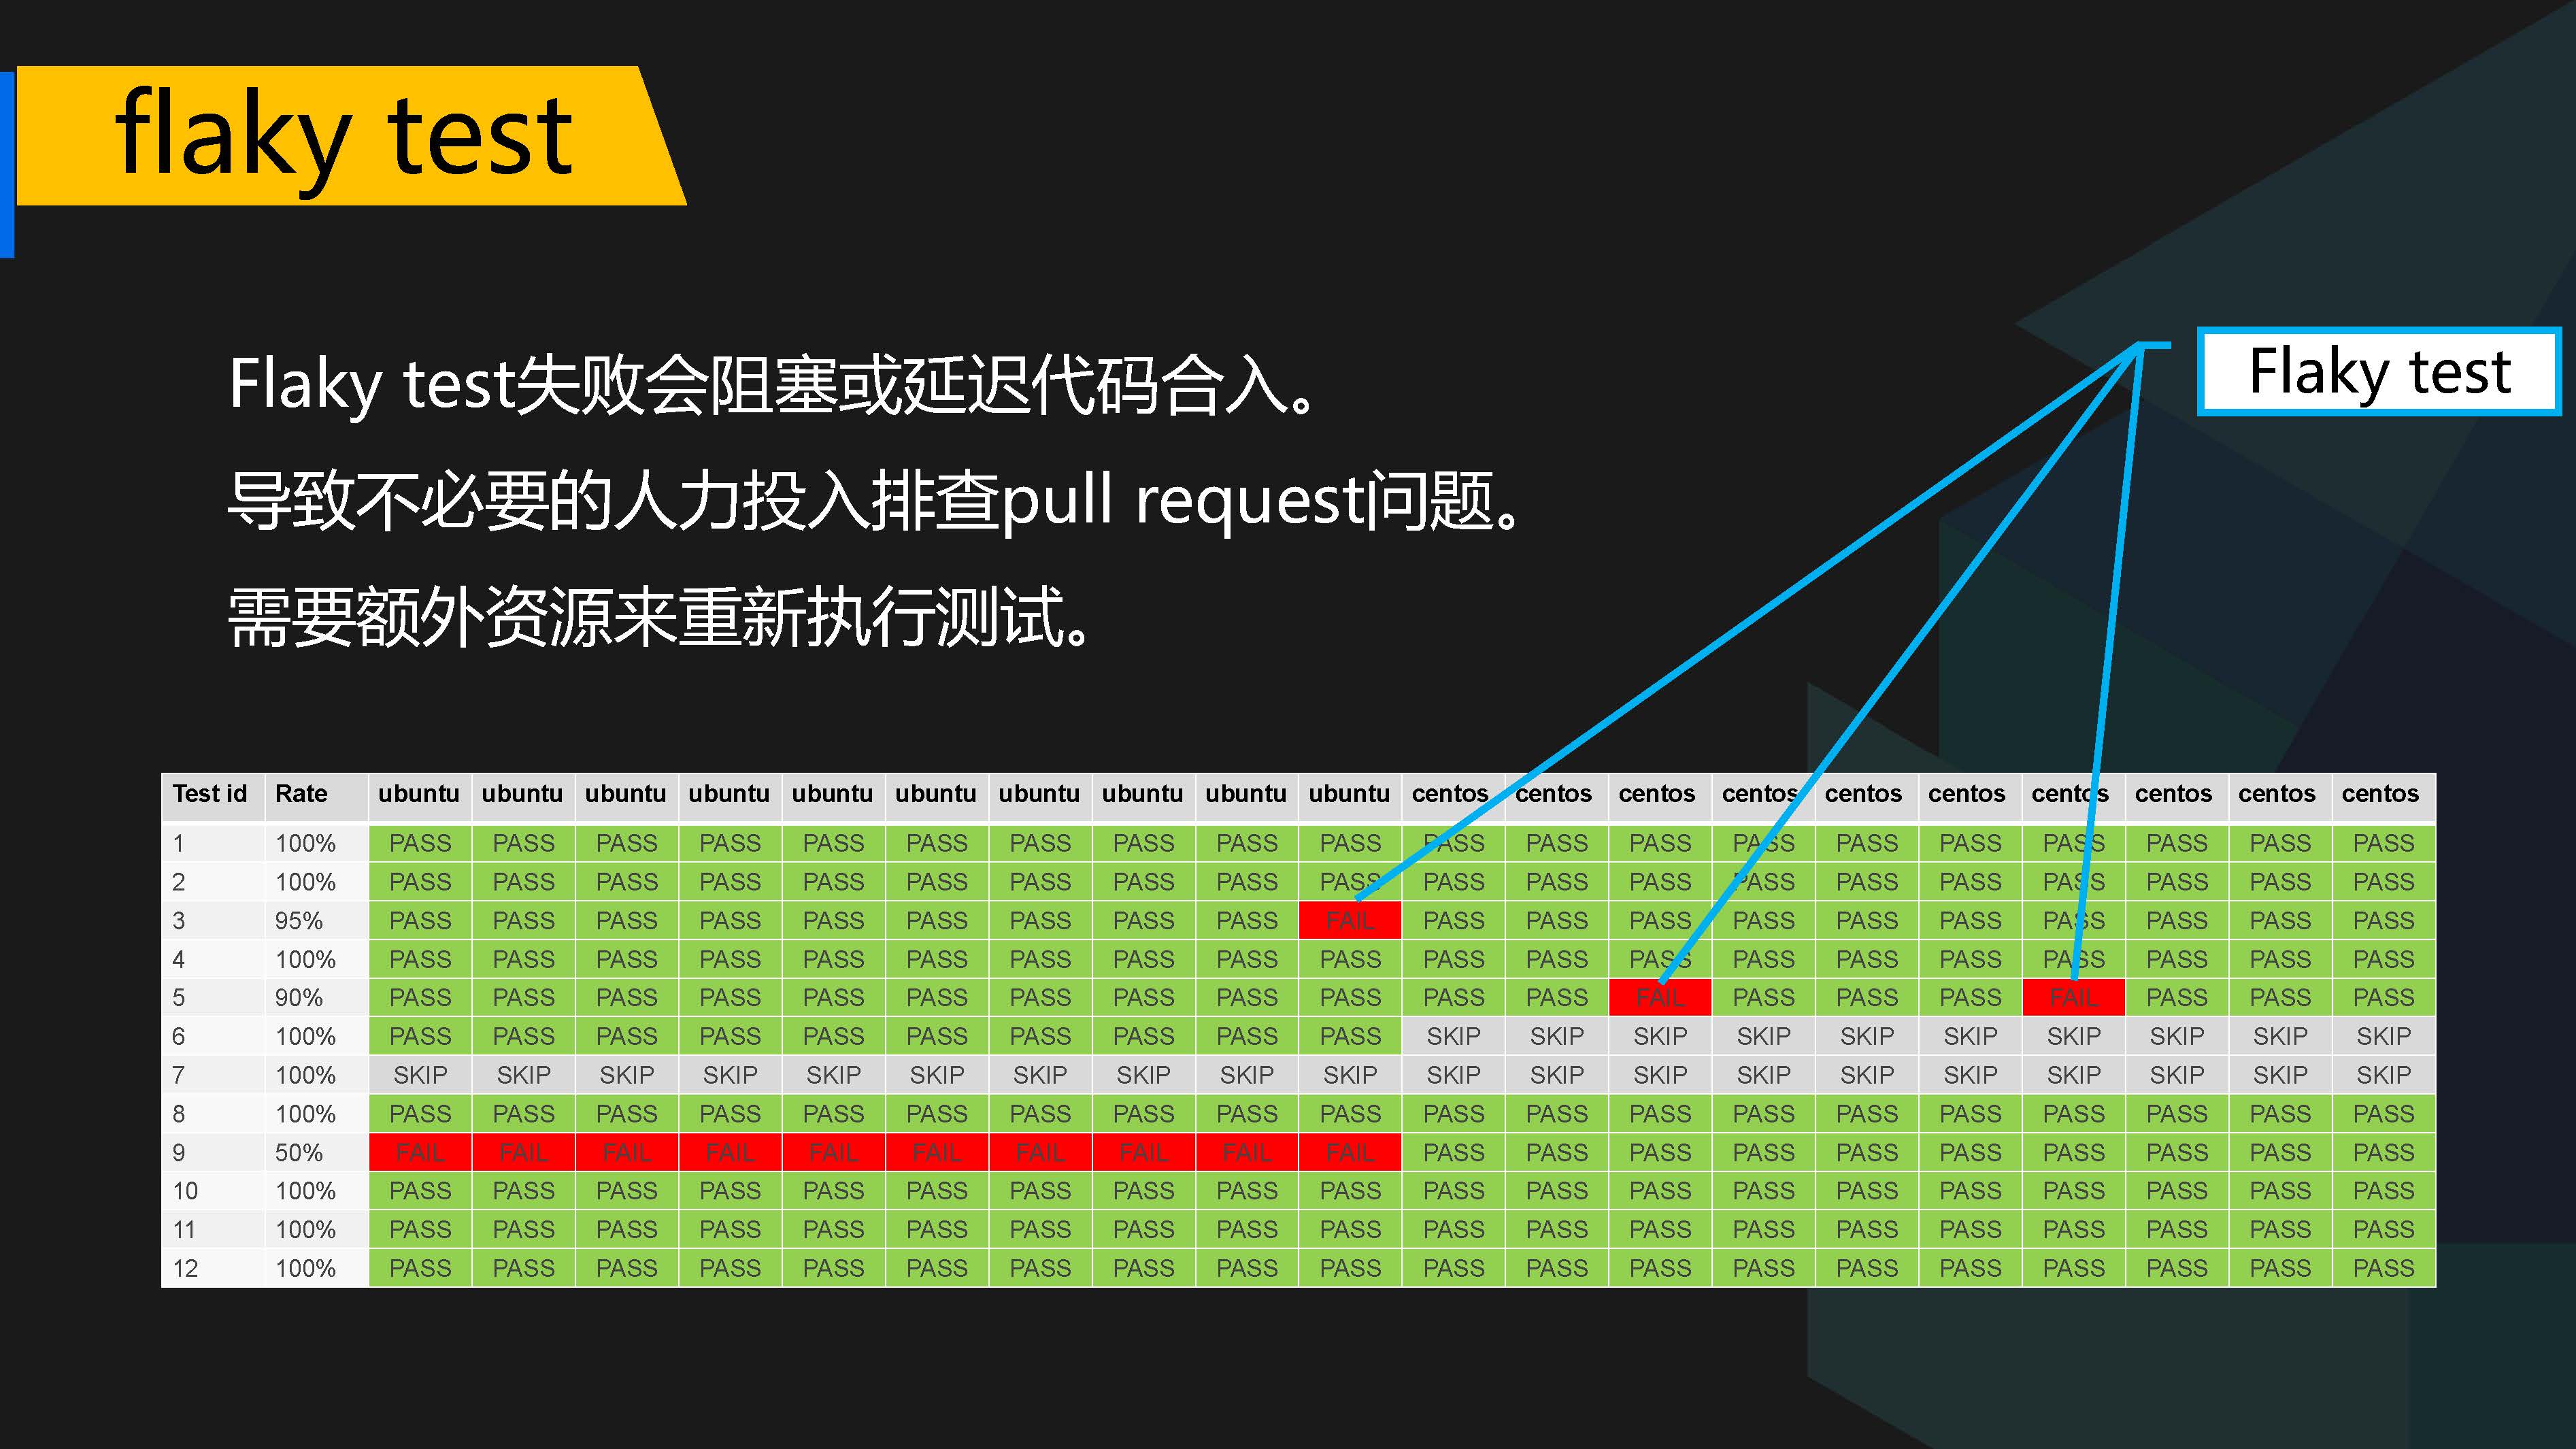 flaky test
Flaky test失败会阻塞或延迟代码合入。
导致不必要的人力投入排查pull request问题。
需要额外资源来重新执行测试。
Flaky test
Test id Rate ubuntu ubuntu ubuntu ubuntu ubuntu ubuntu ubuntu ubuntu ubuntu ubuntu centos centos centos centos centos centos centos centos centos centos
1 100% PASS PASS PASS PASS PASS PASS PASS PASS PASS PASS PASS PASS PASS PASS PASS PASS PASS PASS PASS PASS
2 100% PASS PASS PASS PASS PASS PASS PASS PASS PASS PASS PASS PASS PASS PASS PASS PASS PASS PASS PASS PASS
3 95% PASS PASS PASS PASS PASS PASS PASS PASS PASS FAIL PASS PASS PASS PASS PASS PASS PASS PASS PASS PASS
4 100% PASS PASS PASS PASS PASS PASS PASS PASS PASS PASS PASS PASS PASS PASS PASS PASS PASS PASS PASS PASS
5 90% PASS PASS PASS PASS PASS PASS PASS PASS PASS PASS PASS PASS FAIL PASS PASS PASS FAIL PASS PASS PASS
6 100% PASS PASS PASS PASS PASS PASS PASS PASS PASS PASS SKIP SKIP SKIP SKIP SKIP SKIP SKIP SKIP SKIP SKIP
7 100% SKIP SKIP SKIP SKIP SKIP SKIP SKIP SKIP SKIP SKIP SKIP SKIP SKIP SKIP SKIP SKIP SKIP SKIP SKIP SKIP
8 100% PASS PASS PASS PASS PASS PASS PASS PASS PASS PASS PASS PASS PASS PASS PASS PASS PASS PASS PASS PASS
9 50% FAIL FAIL FAIL FAIL FAIL FAIL FAIL FAIL FAIL FAIL PASS PASS PASS PASS PASS PASS PASS PASS PASS PASS
10 100% PASS PASS PASS PASS PASS PASS PASS PASS PASS PASS PASS PASS PASS PASS PASS PASS PASS PASS PASS PASS
11 100% PASS PASS PASS PASS PASS PASS PASS PASS PASS PASS PASS PASS PASS PASS PASS PASS PASS PASS PASS PASS
12 100% PASS PASS PASS PASS PASS PASS PASS PASS PASS PASS PASS PASS PASS PASS PASS PASS PASS PASS PASS PASS